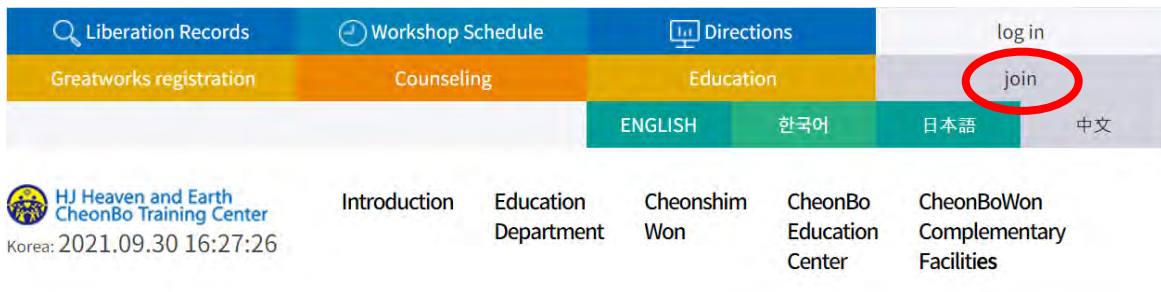 Liberation Records
Workshop Schedule
Directions
log in
Greatworks registration
Counseling
Education
join
ENGLISH
한국어
日本語
中文
HJ Heaven and Earth
CheonBo Training Center
Korea: 2021.09.30 16:27:26
Introduction
Education
Department
Cheonshim
Won
CheonBo
Education
Center
CheonBoWon
Complementary
Facilities